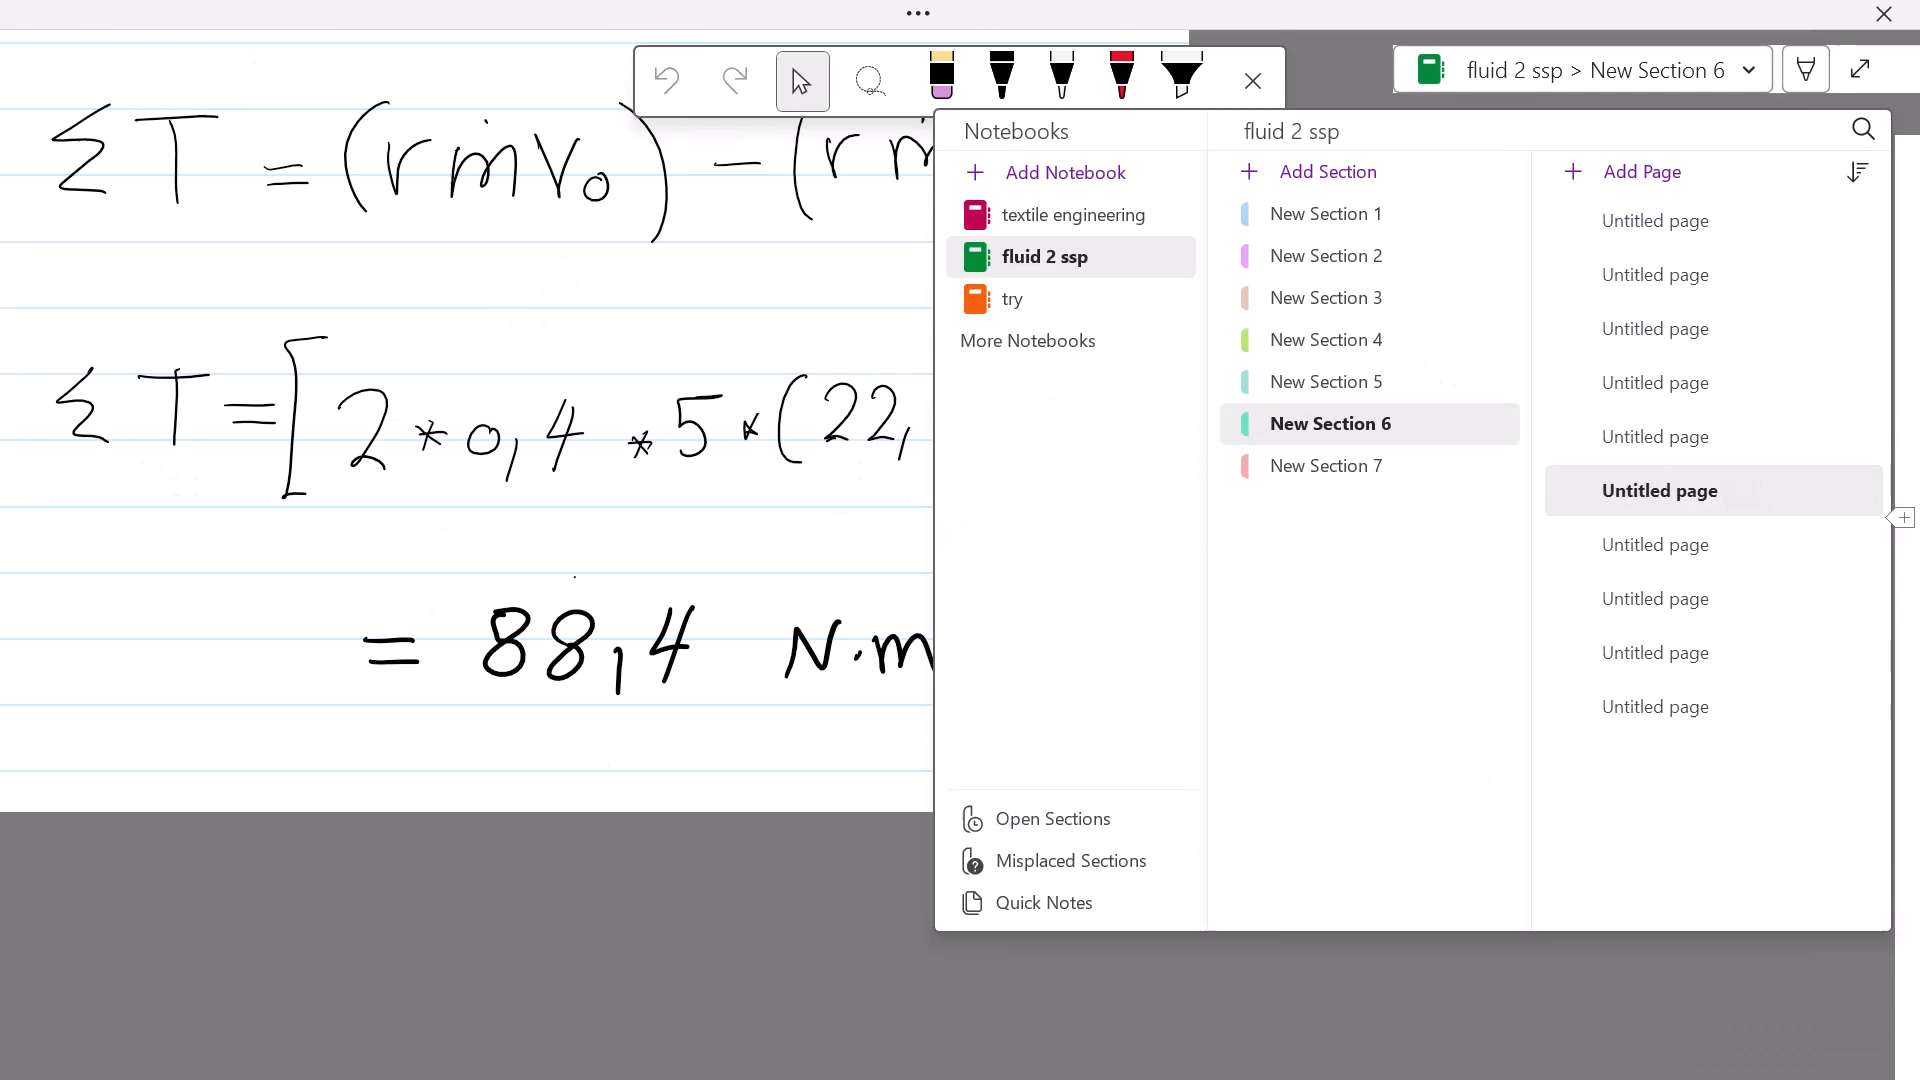 fluid 2 ssp > New Section 6
Σ T = (rṁv₀) − (r ṁ
Σ T = [ 2 * 0,4 * 5 * (22,
= 88,4 N.m
Notebooks
+ Add Notebook
textile engineering
fluid 2 ssp
try
More Notebooks
Open Sections
Misplaced Sections
Quick Notes
fluid 2 ssp
+ Add Section
New Section 1
New Section 2
New Section 3
New Section 4
New Section 5
New Section 6
New Section 7
+ Add Page
Untitled page
Untitled page
Untitled page
Untitled page
Untitled page
Untitled page
Untitled page
Untitled page
Untitled page
Untitled page